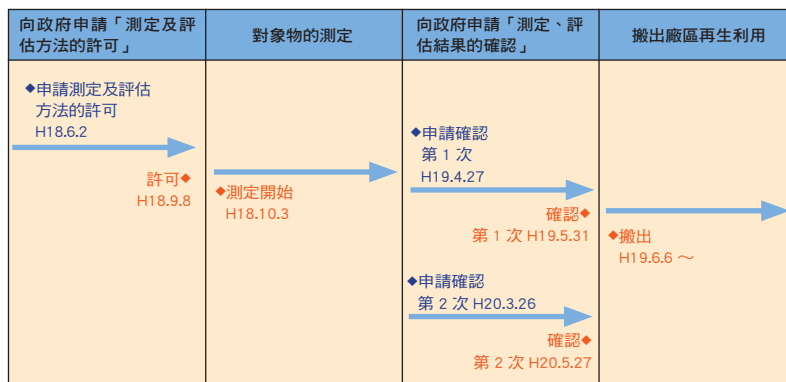 向政府申請「測定及評
估方法的許可」
對象物的測定
向政府申請「測定、評
估結果的確認」
搬出廠區再生利用
◆申請測定及評估
方法的許可
H18.6.2
許可◆
H18.9.8
◆測定開始
H18.10.3
◆申請確認
第 1 次
H19.4.27
確認◆
第 1 次 H19.5.31
◆申請確認
第 2 次 H20.3.26
確認◆
第 2 次 H20.5.27
◆搬出
H19.6.6 ～